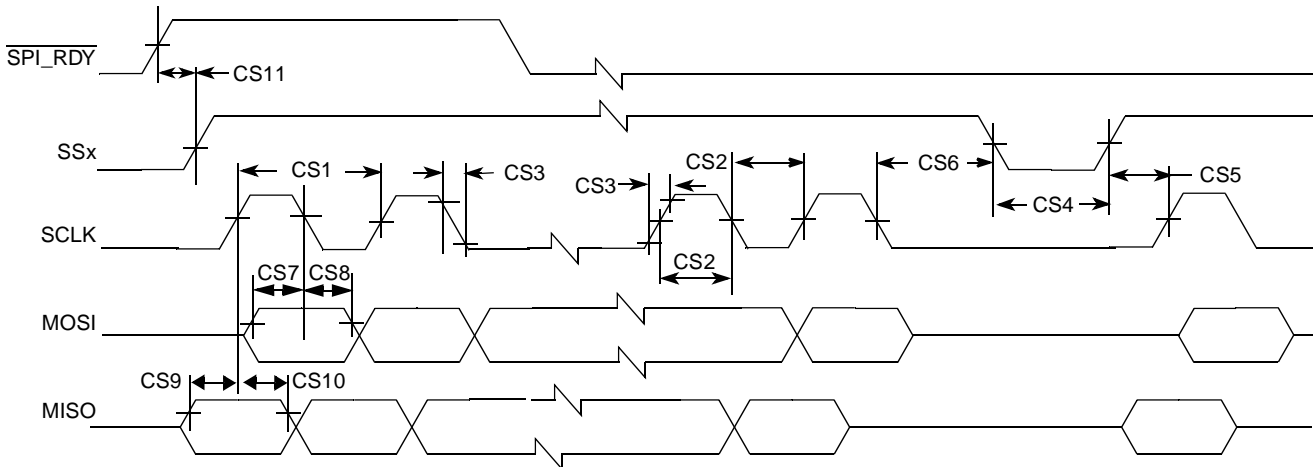 SPI_RDY
CS11
SSx
CS1
CS3
CS3
CS2
CS6
CS5
CS4
SCLK
CS2
CS7
CS8
MOSI
CS9
CS10
MISO